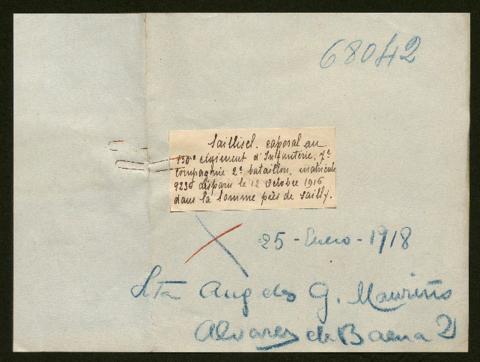 68042
Saillisel. caporal au
150e régiment d'Infanterie, 7e
compagnie 2e bataillon, matricule
9236 disparu le 12 Octobre 1916
dans la Somme près de Sailly.
25-Enero-1918
Sta Angeles G. Mauriño
Alvarez de Baena 2